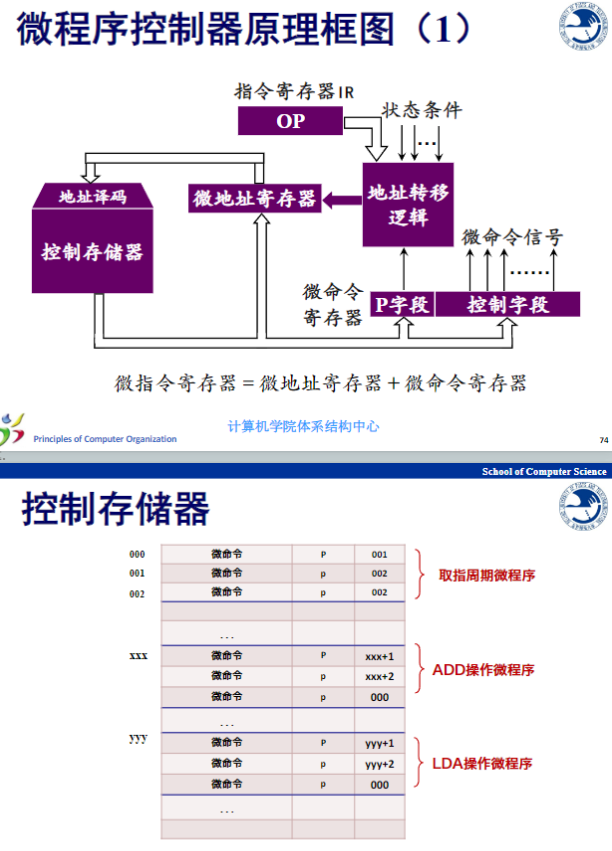 微程序控制器原理框图（1）
指令寄存器IR
OP
状态条件
...
地址译码
控制存储器
微地址寄存器
地址转移
逻辑
微命令信号
......
微命令
寄存器
P字段
控制字段
微指令寄存器 = 微地址寄存器 + 微命令寄存器
计算机学院体系结构中心
Principles of Computer Organization
74
School of Computer Science
控制存储器
000 微命令 P 001
001 微命令 p 002
002 微命令 p 002
取指周期微程序
...
xxx 微命令 P xxx+1
微命令 p xxx+2
微命令 p 000
ADD操作微程序
...
yyy 微命令 P yyy+1
微命令 p yyy+2
微命令 p 000
LDA操作微程序
...